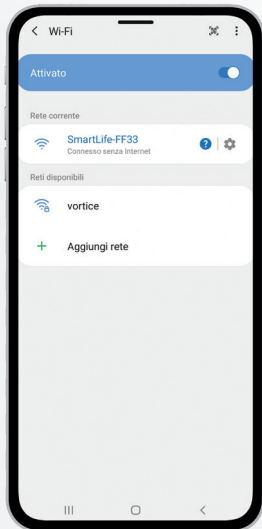 Wi-Fi
Attivato
Rete corrente
SmartLife-FF33
Connesso senza Internet
?
Reti disponibili
vortice
Aggiungi rete